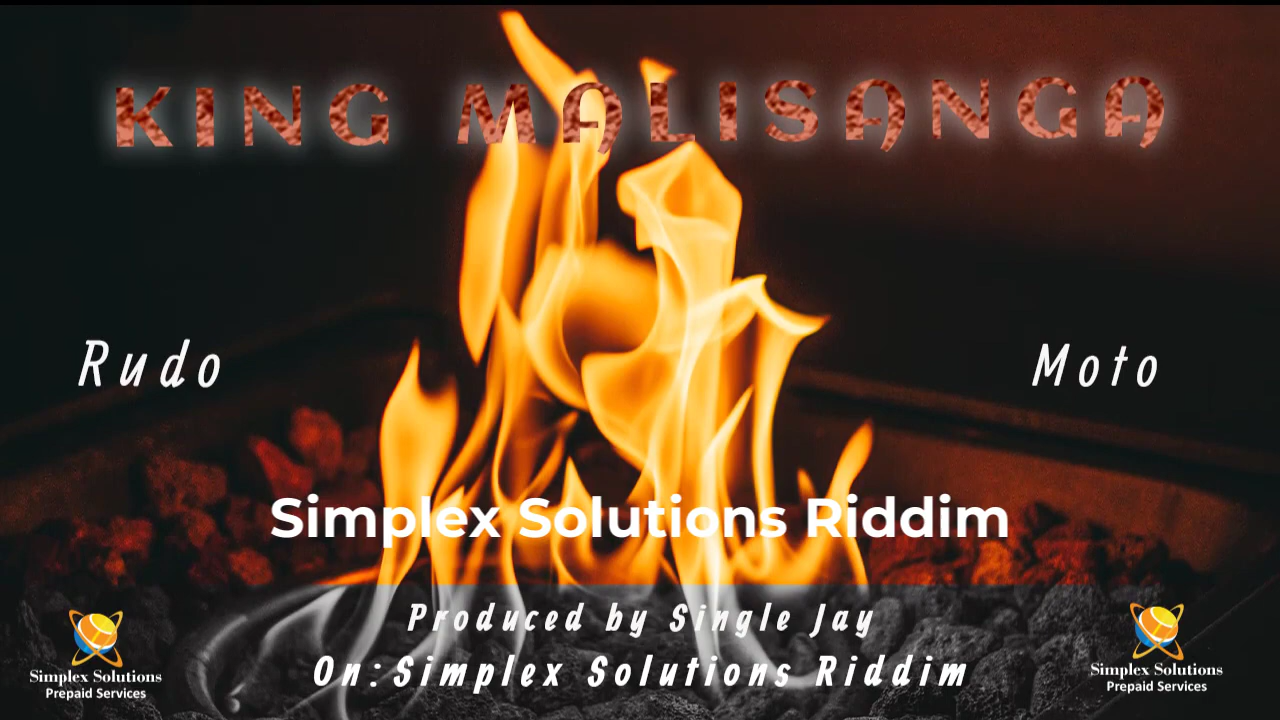 KING MALISANGA
Rudo
Moto
Simplex Solutions Riddim
Produced by Single Jay
On:Simplex Solutions Riddim
Simplex Solutions
Prepaid Services
Simplex Solutions
Prepaid Services